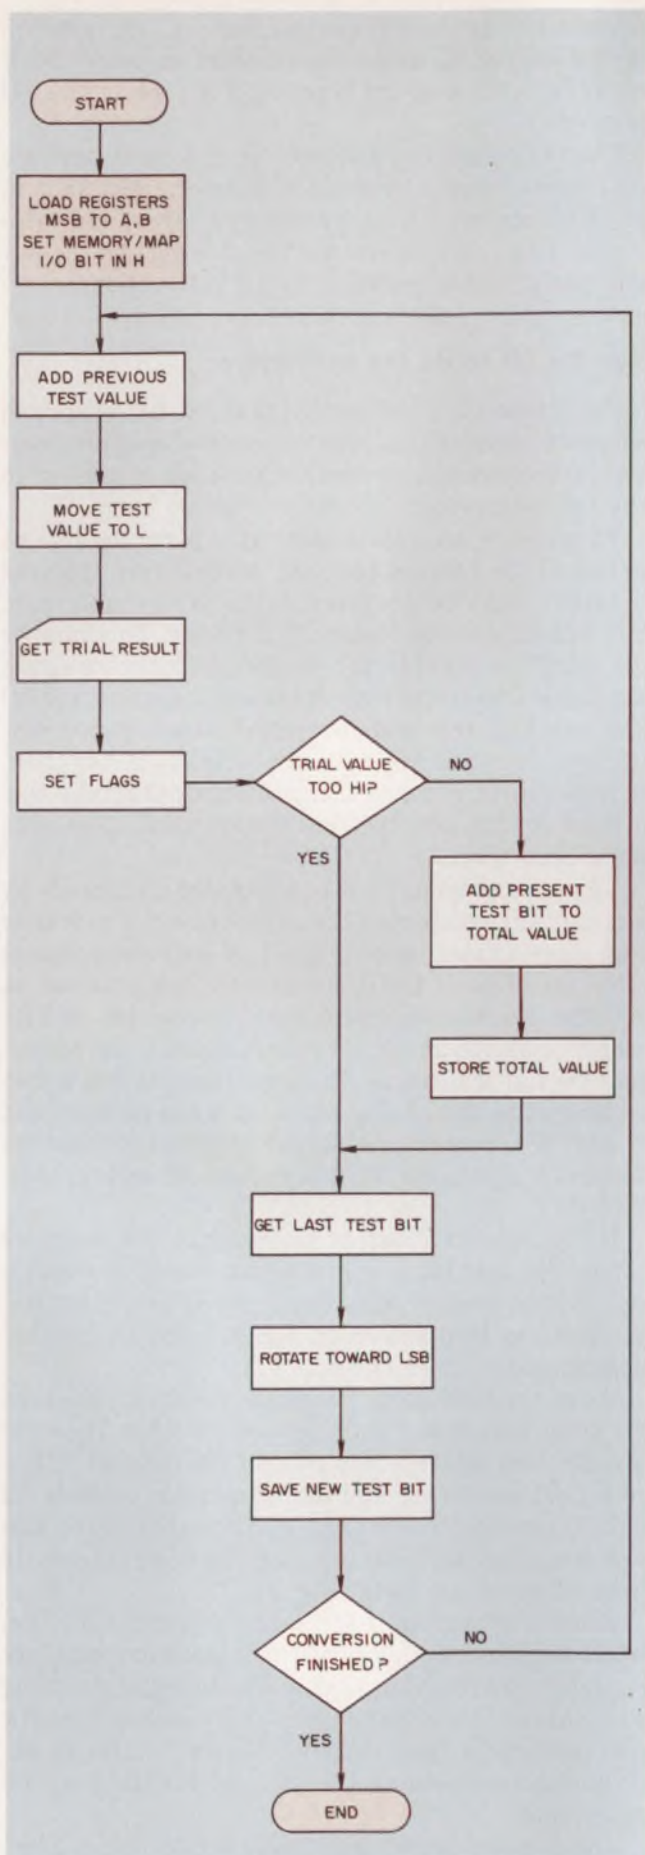 START
LOAD REGISTERS
MSB TO A,B
SET MEMORY/MAP
I/O BIT IN H
ADD PREVIOUS
TEST VALUE
MOVE TEST
VALUE TO L
GET TRIAL RESULT
SET FLAGS
TRIAL VALUE
TOO HI?
NO
YES
ADD PRESENT
TEST BIT TO
TOTAL VALUE
STORE TOTAL VALUE
GET LAST TEST BIT
ROTATE TOWARD LSB
SAVE NEW TEST BIT
CONVERSION
FINISHED?
NO
YES
END